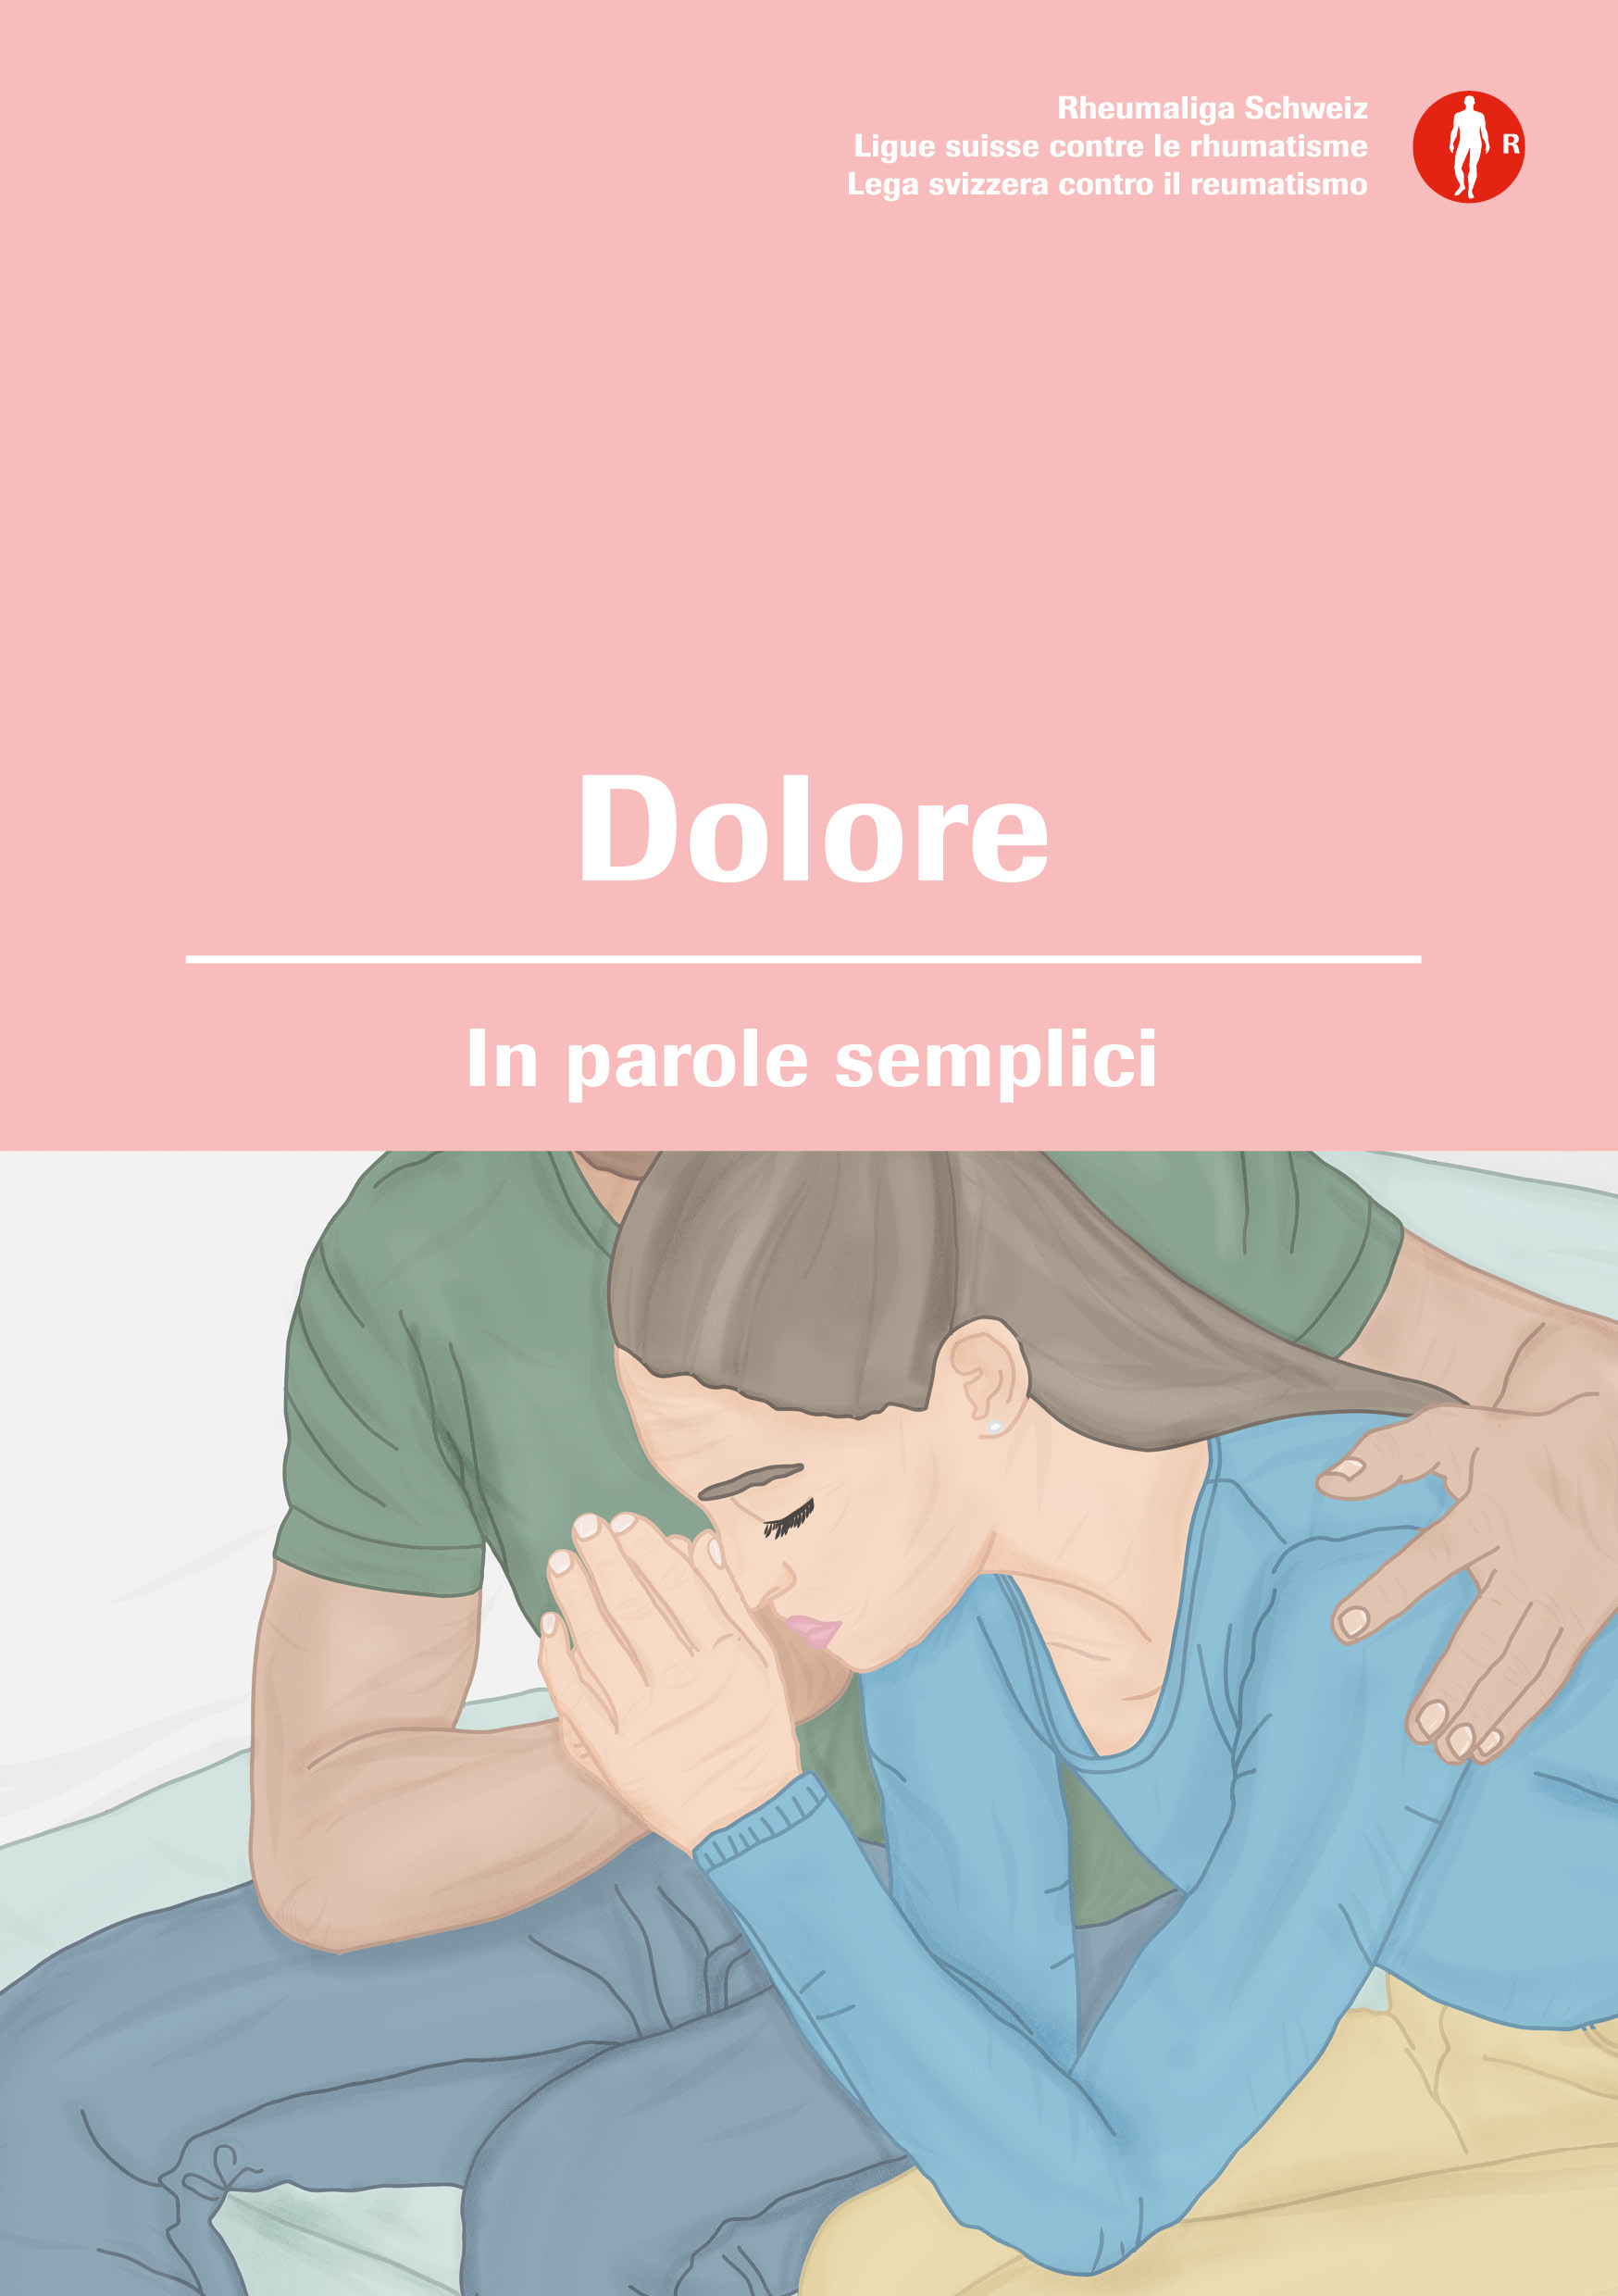 Rheumaliga Schweiz
Ligue suisse contre le rhumatisme
Lega svizzera contro il reumatismo
R
Dolore
In parole semplici